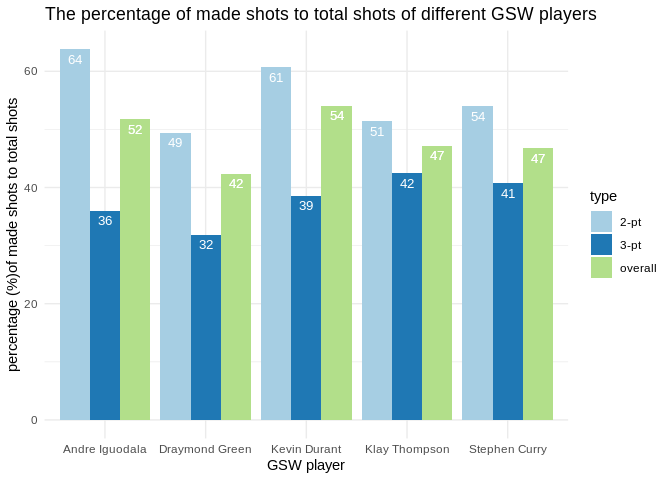 The percentage of made shots to total shots of different GSW players
percentage (%)of made shots to total shots
60
40
20
0
64
36
52
49
32
42
61
39
54
51
42
47
54
41
47
Andre Iguodala Draymond Green Kevin Durant Klay Thompson Stephen Curry
GSW player
type
2-pt
3-pt
overall